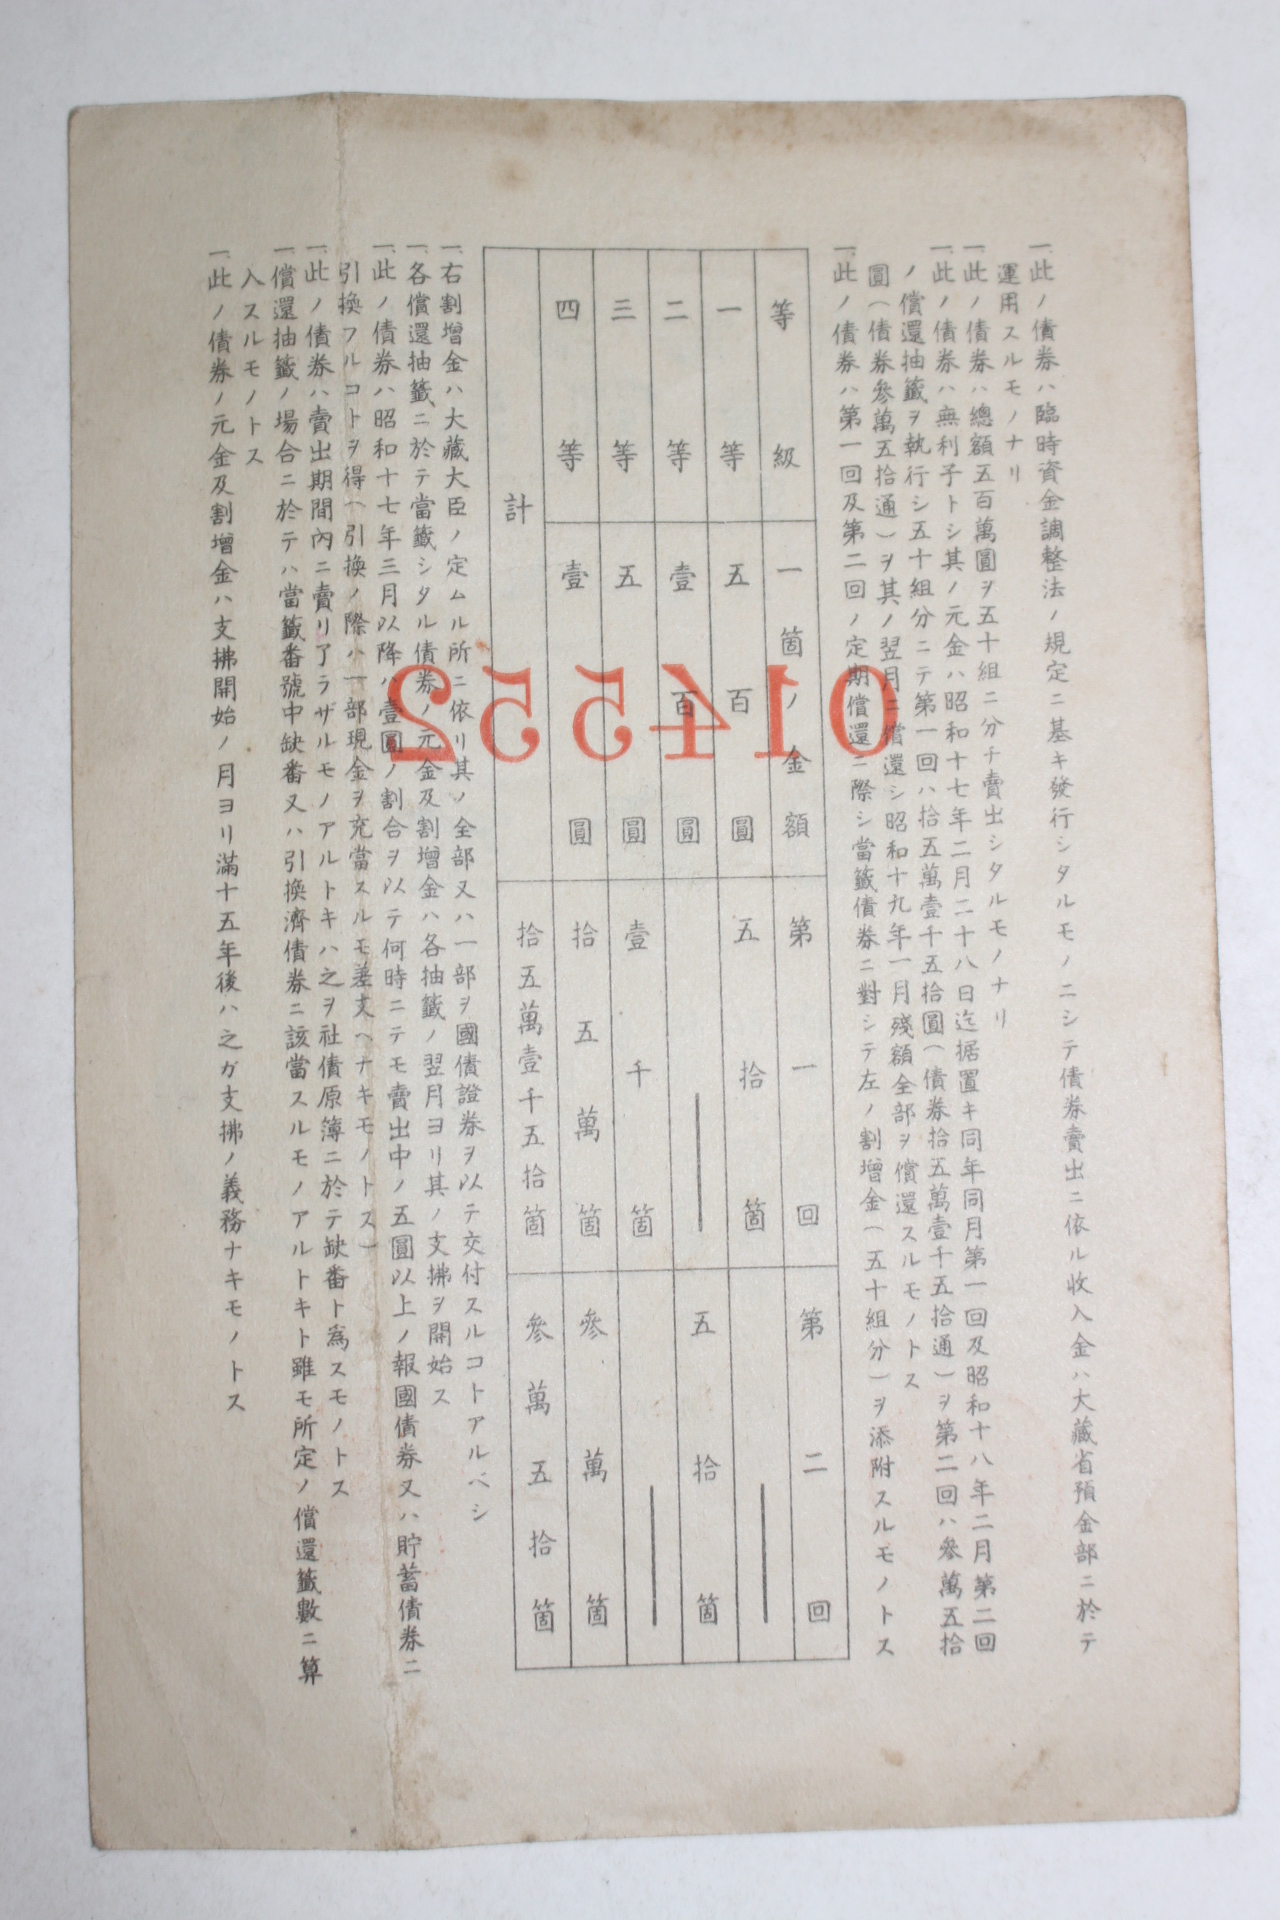 一、此ノ債券ハ臨時資金調整法ノ規定ニ基キ發行シタルモノニシテ債券賣出ニ依ル收入金ハ大藏省預金部ニ於テ
運用スルモノナリ
一、此ノ債券ハ總額五百萬圓ヲ五十組ニ分チ賣出シタルモノナリ
一、此ノ債券ハ無利子トシ其ノ元金ハ昭和十七年二月二十八日迄据置キ同年同月第一回及昭和十八年二月第二回
ノ償還抽籤ヲ執行シ五十組分ニテ第一回ハ拾五萬壹千五拾圓(債券拾五萬壹千五拾通)ヲ第二回ハ參萬五拾
圓(債券參萬五拾通)ヲ其ノ翌月ニ償還シ昭和十九年一月殘額全部ヲ償還スルモノトス
一、此ノ債券ハ第一回及第二回ノ定期償還ニ際シ當籤債券ニ對シテ左ノ割增金(五十組分)ヲ添附スルモノトス
等級 一箇ノ金額 第一回 第二回
一等 五百圓 五拾箇 ―
二等 壹百圓 ― 五拾箇
三等 五圓 壹千箇 ―
四等 壹圓 拾五萬箇 參萬箇
計 拾五萬壹千五拾箇 參萬五拾箇
一、右割增金ハ大藏大臣ノ定ムル所ニ依リ其ノ全部又ハ一部ヲ國債證券ヲ以テ交付スルコトアルベシ
一、各償還抽籤ニ於テ當籤シタル債券ノ元金及割增金ハ各抽籤ノ翌月ヨリ其ノ支拂ヲ開始ス
一、此ノ債券ハ昭和十七年三月以降ハ壹圓ノ割合ヲ以テ何時ニテモ賣出中ノ五圓以上ノ報國債券又ハ貯蓄債券ニ
引換フルコトヲ得(引換ノ際ハ一部現金ヲ充當スルモ差支ヘナキモノトス)
一、此ノ債券ハ賣出期間內ニ賣リ了ラザルモノアルトキハ之ヲ社債原簿ニ於テ缺番ト爲スモノトス
一、償還抽籤ノ場合ニ於テハ當籤番號中缺番又ハ引換濟債券ニ該當スルモノアルトキト雖モ所定ノ償還籤數ニ算
入スルモノトス
一、此ノ債券ノ元金及割增金ハ支拂開始ノ月ヨリ滿十五年後ハ之ガ支拂ノ義務ナキモノトス
014552